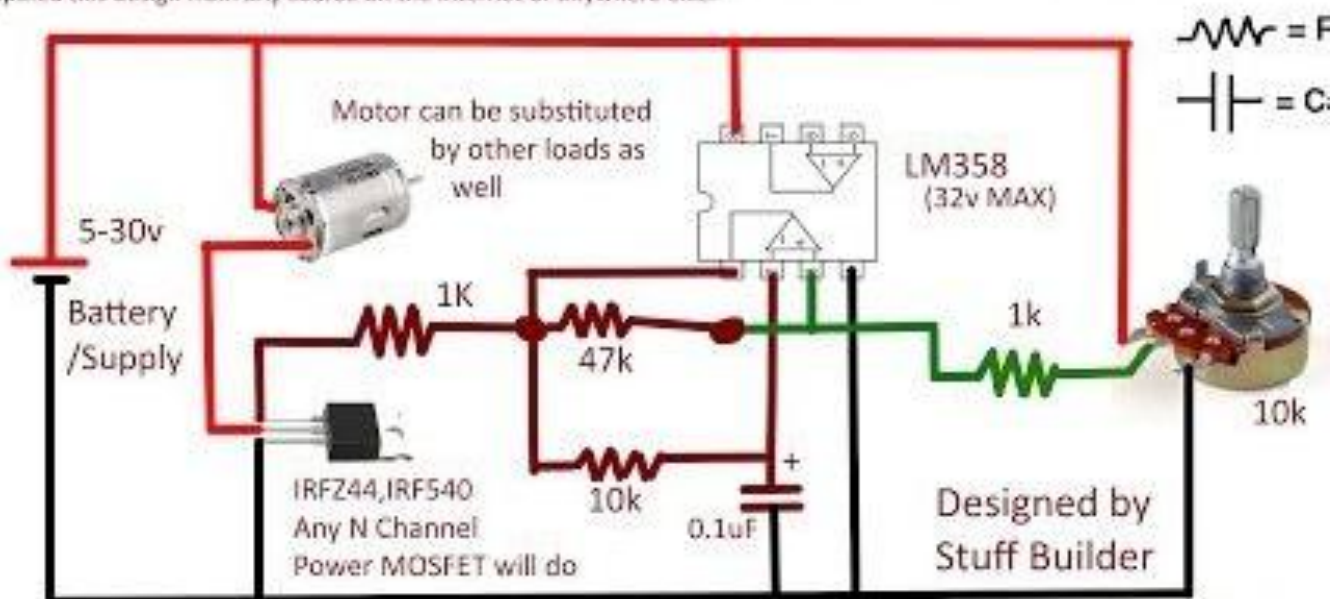 = F
= Ca
Motor can be substituted
by other loads as
well
LM358
(32v MAX)
5-30v
Battery
/Supply
1K
47k
1k
10k
10k
0.1uF
+
IRFZ44,IRF540
Any N Channel
Power MOSFET will do
Designed by
Stuff Builder